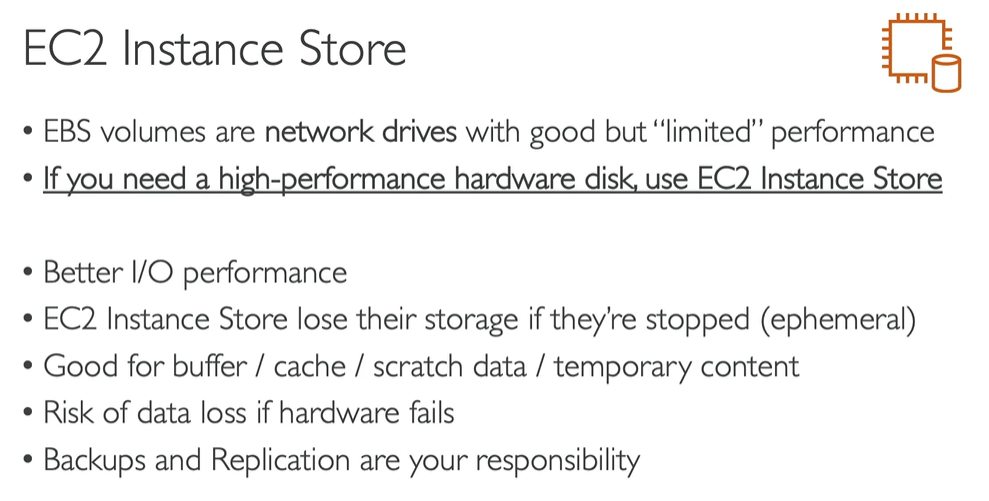 EC2 Instance Store
• EBS volumes are network drives with good but “limited” performance
• If you need a high-performance hardware disk, use EC2 Instance Store
• Better I/O performance
• EC2 Instance Store lose their storage if they’re stopped (ephemeral)
• Good for buffer / cache / scratch data / temporary content
• Risk of data loss if hardware fails
• Backups and Replication are your responsibility